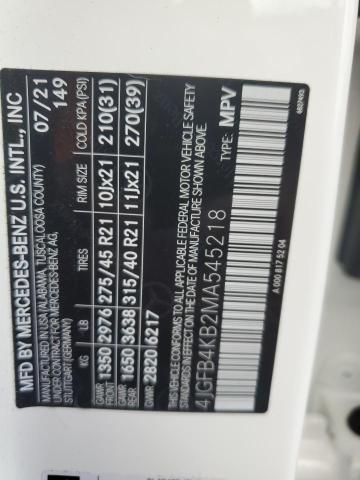 MFD BY MERCEDES-BENZ U.S. INTL., INC
MANUFACTURED IN USA (ALABAMA, TUSCALOOSA COUNTY)
UNDER CONTRACT FOR MERCEDES-BENZ AG,
STUTTGART (GERMANY)
07/21
149
KG LB TIRES RIM SIZE COLD KPA (PSI)
GAWR FRONT 1350 2976 275/45 R21 10Jx21 210(31)
GAWR REAR 1650 3638 315/40 R21 11Jx21 270(39)
GVWR 2820 6217
THIS VEHICLE CONFORMS TO ALL APPLICABLE FEDERAL MOTOR VEHICLE SAFETY
STANDARDS IN EFFECT ON THE DATE OF MANUFACTURE SHOWN ABOVE.
4JGFB4KB2MA545218
TYPE: MPV
A 000 817 52 04